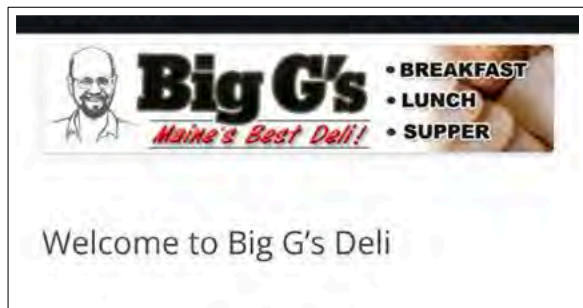 Big G's
Maine's Best Deli!
• BREAKFAST
• LUNCH
• SUPPER
Welcome to Big G's Deli